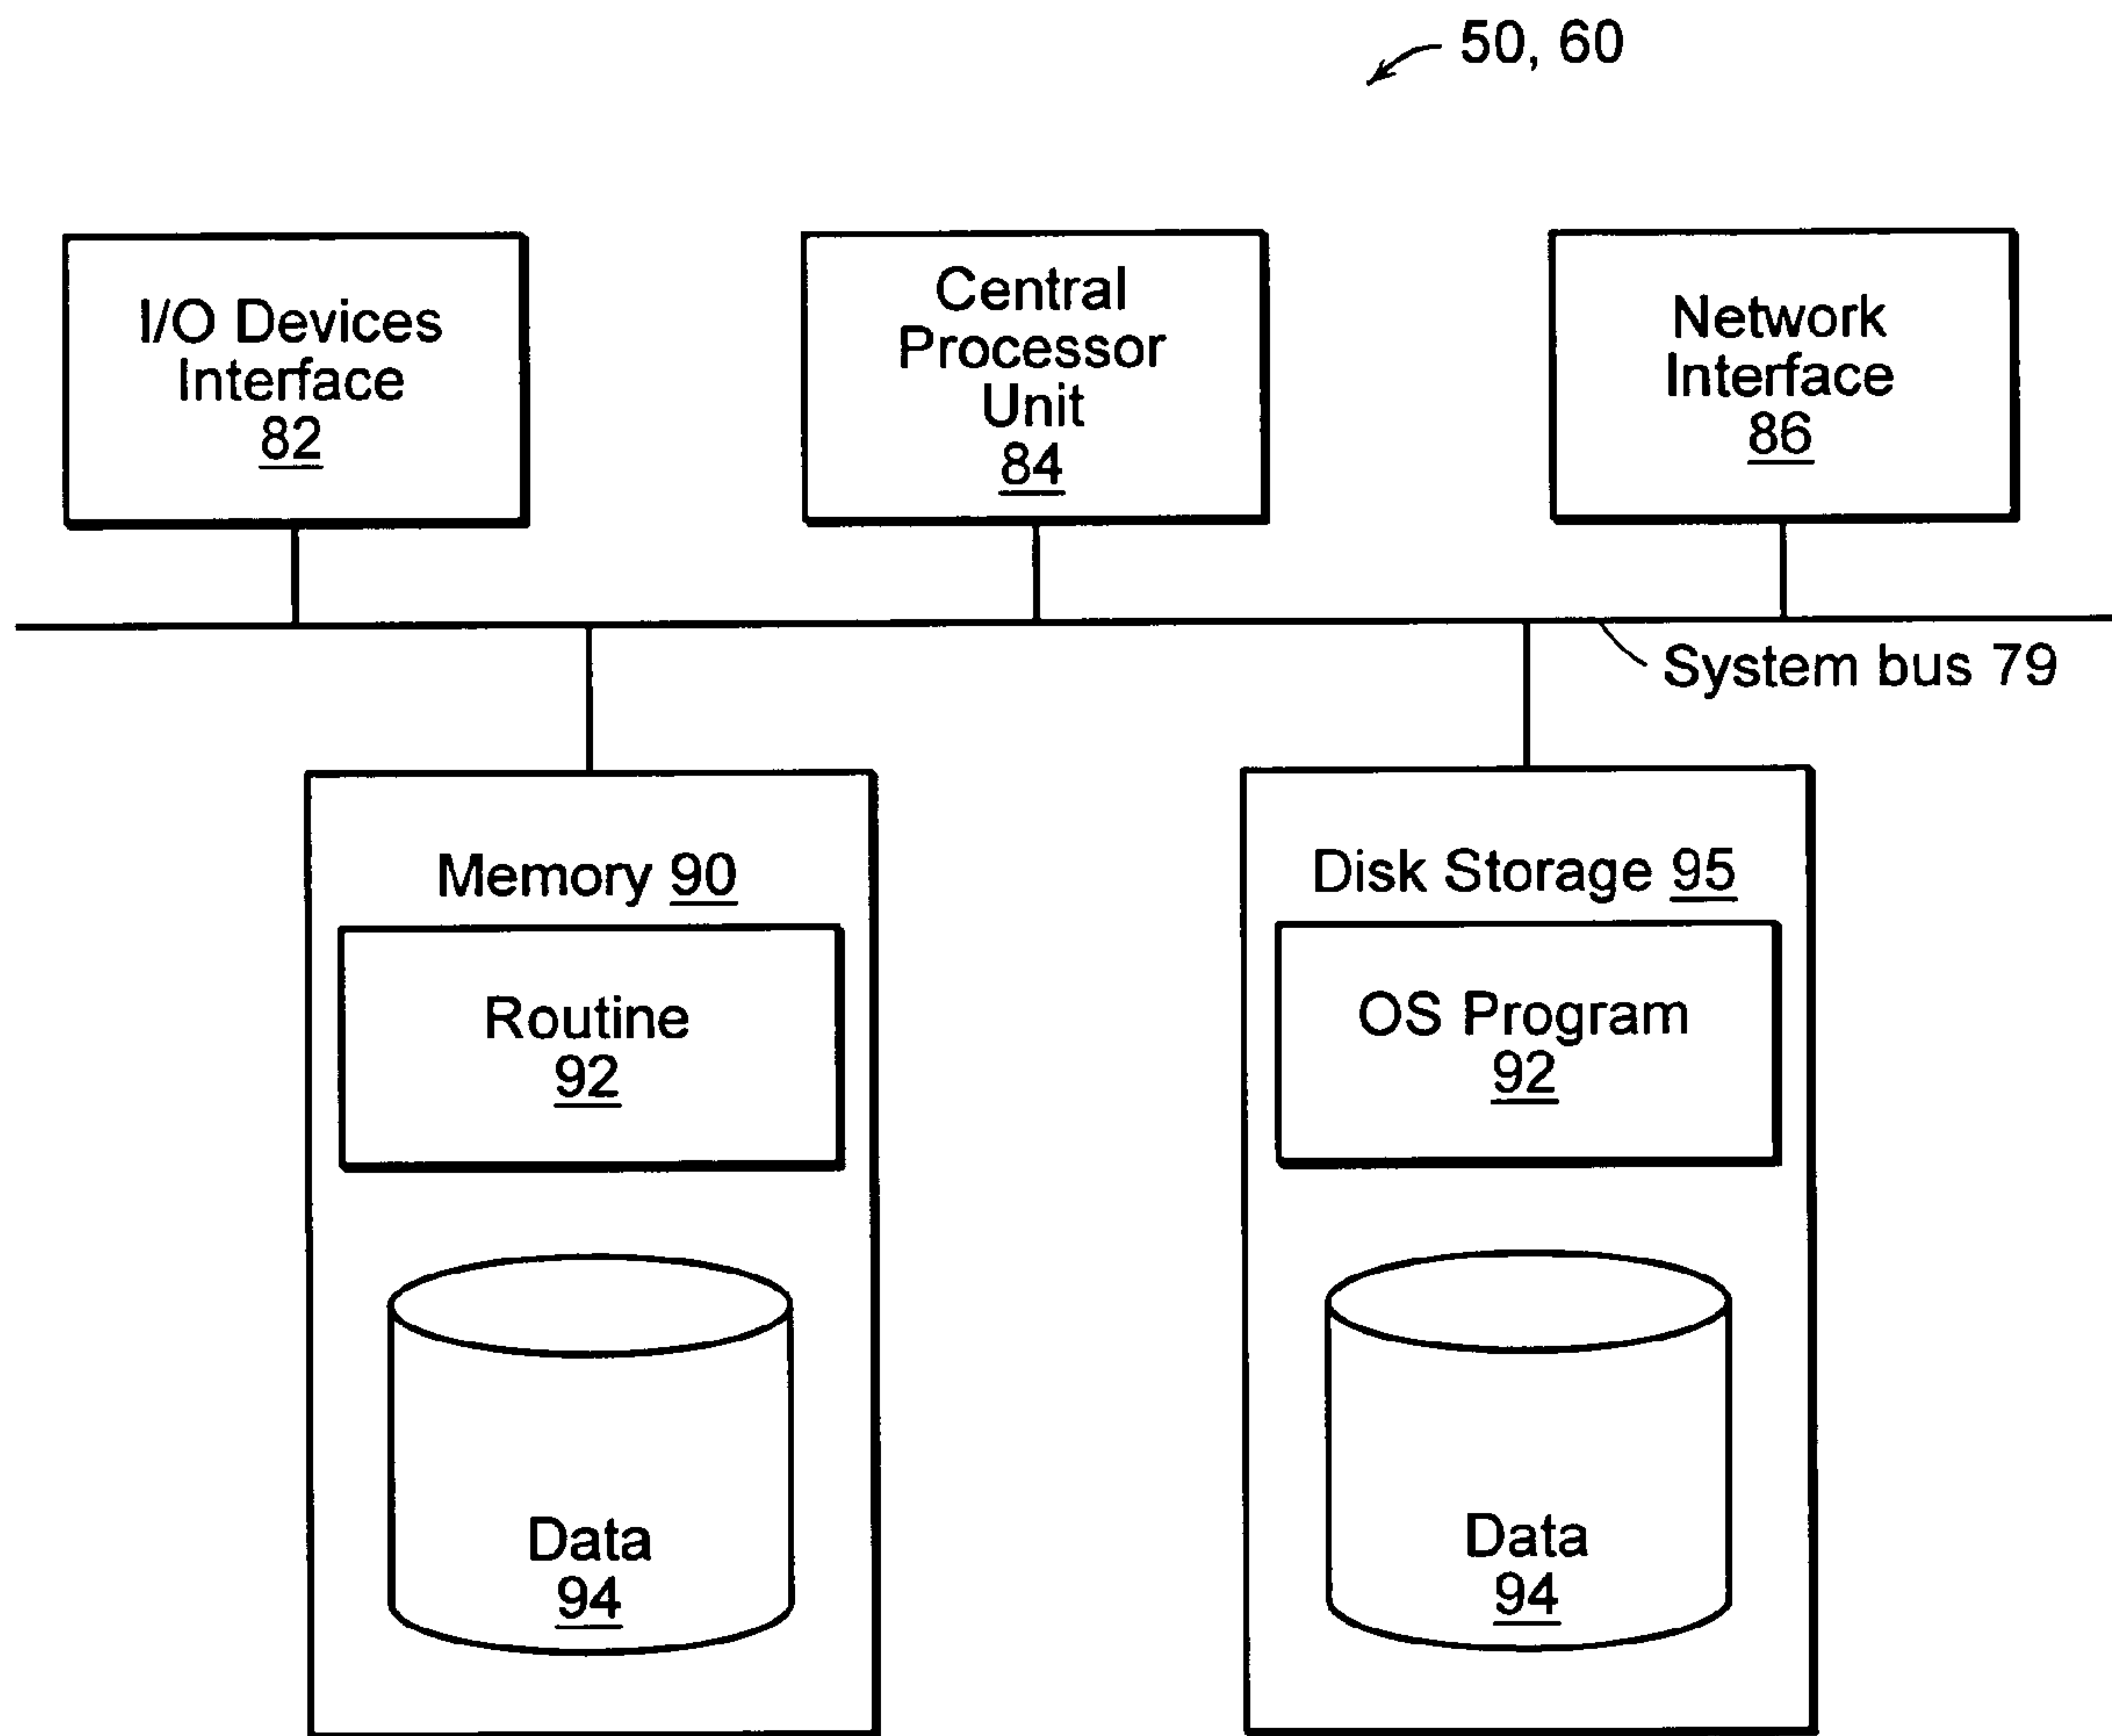 50, 60
I/O Devices
Interface
82
Central
Processor
Unit
84
Network
Interface
86
System bus 79
Memory 90
Routine
92
Data
94
Disk Storage 95
OS Program
92
Data
94